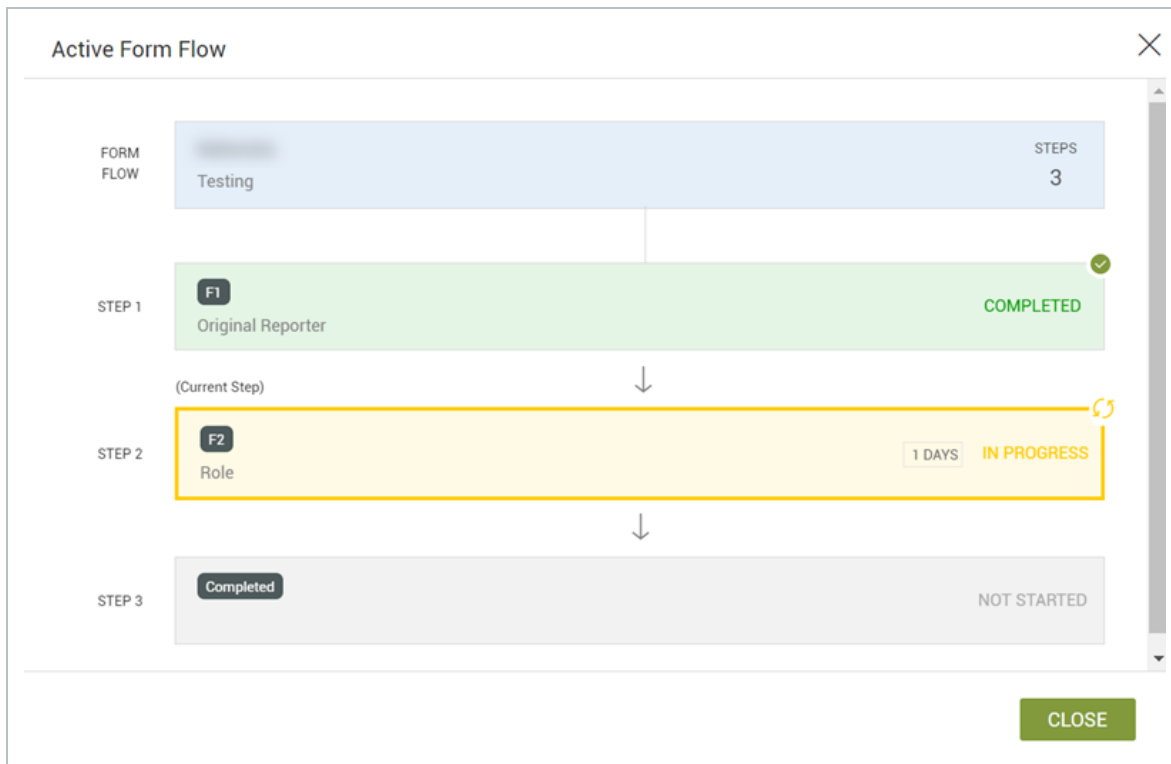 Active Form Flow
FORM
FLOW
Testing
STEPS
3
STEP 1
F1
Original Reporter
COMPLETED
(Current Step)
STEP 2
F2
Role
1 DAYS
IN PROGRESS
STEP 3
Completed
NOT STARTED
CLOSE